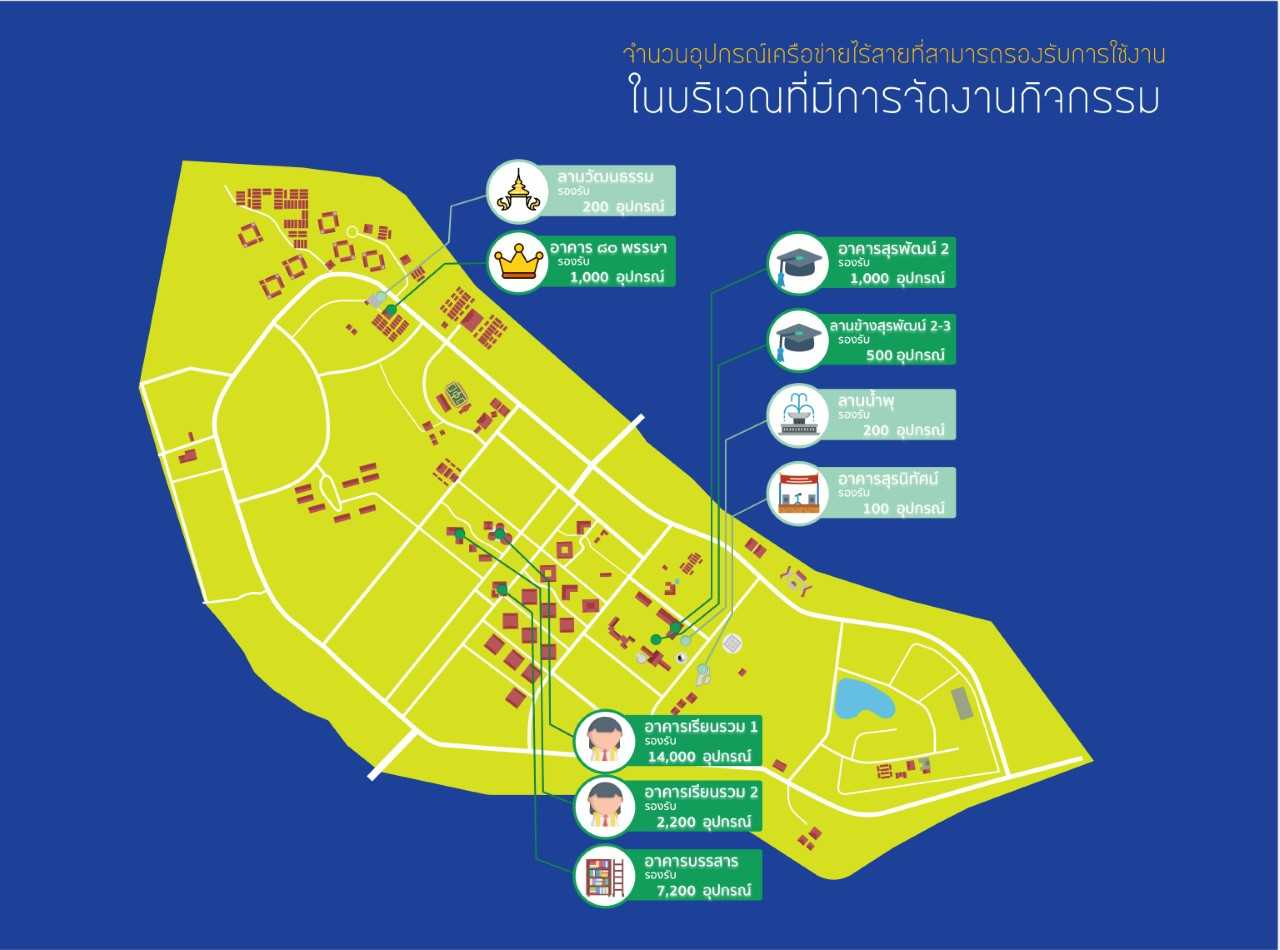 จำนวนอุปกรณ์เครือข่ายไร้สายที่สามารถรองรับการใช้งาน
ในบริเวณที่มีการจัดงานกิจกรรม
ลานวัฒนธรรม
รองรับ
200 อุปกรณ์
อาคาร ๘๐ พรรษา
รองรับ
1,000 อุปกรณ์
อาคารสุรพัฒน์ 2
รองรับ
1,000 อุปกรณ์
ลานข้างสุรพัฒน์ 2-3
รองรับ
500 อุปกรณ์
ลานน้ำพุ
รองรับ
200 อุปกรณ์
อาคารสุรนิทัศน์
รองรับ
100 อุปกรณ์
อาคารเรียนรวม 1
รองรับ
14,000 อุปกรณ์
อาคารเรียนรวม 2
รองรับ
2,200 อุปกรณ์
อาคารบรรสาร
รองรับ
7,200 อุปกรณ์